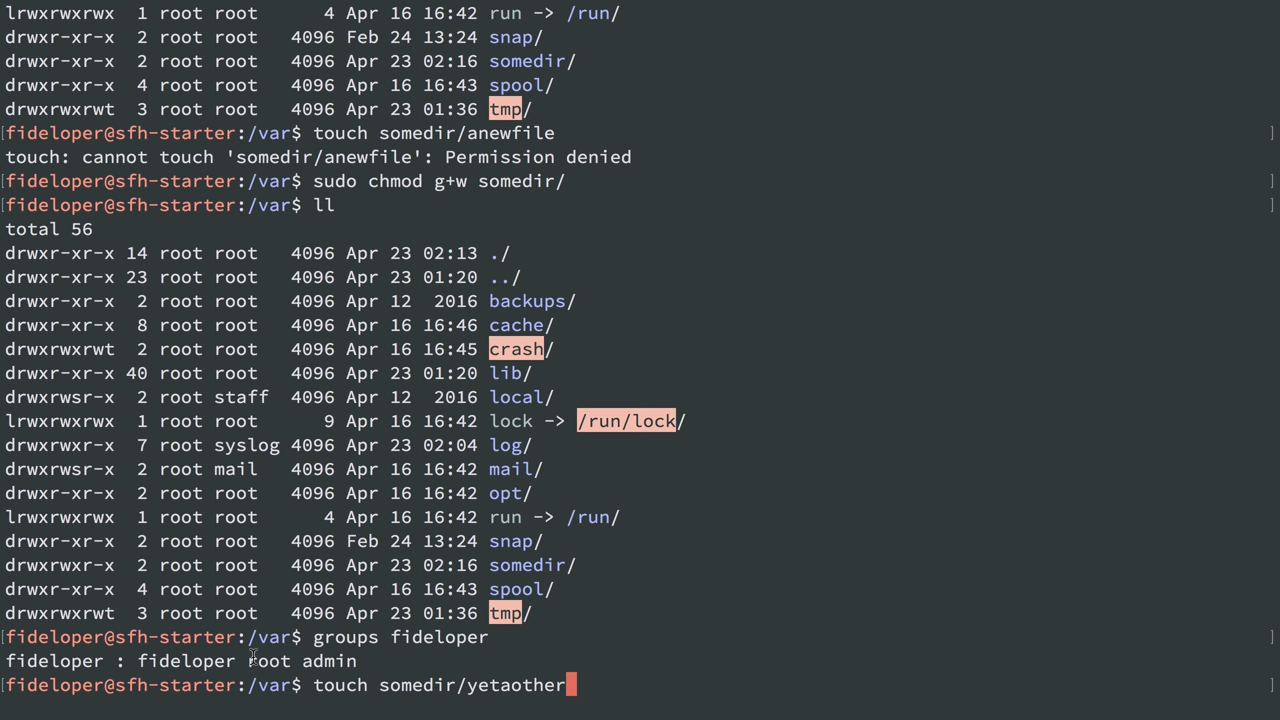 lrwxrwxrwx  1 root root      4 Apr 16 16:42 run -> /run/
drwxr-xr-x  2 root root   4096 Feb 24 13:24 snap/
drwxr-xr-x  2 root root   4096 Apr 23 02:16 somedir/
drwxr-xr-x  4 root root   4096 Apr 16 16:43 spool/
drwxrwxrwt  3 root root   4096 Apr 23 01:36 tmp/
[fideloper@sfh-starter:/var$ touch somedir/anewfile ]
touch: cannot touch 'somedir/anewfile': Permission denied
[fideloper@sfh-starter:/var$ sudo chmod g+w somedir/ ]
[fideloper@sfh-starter:/var$ ll ]
total 56
drwxr-xr-x 14 root root   4096 Apr 23 02:13 ./
drwxr-xr-x 23 root root   4096 Apr 23 01:20 ../
drwxr-xr-x  2 root root   4096 Apr 12  2016 backups/
drwxr-xr-x  8 root root   4096 Apr 16 16:46 cache/
drwxrwxrwt  2 root root   4096 Apr 16 16:45 crash/
drwxr-xr-x 40 root root   4096 Apr 23 01:20 lib/
drwxrwsr-x  2 root staff  4096 Apr 12  2016 local/
lrwxrwxrwx  1 root root      9 Apr 16 16:42 lock -> /run/lock/
drwxrwxr-x  7 root syslog 4096 Apr 23 02:04 log/
drwxrwsr-x  2 root mail   4096 Apr 16 16:42 mail/
drwxr-xr-x  2 root root   4096 Apr 16 16:42 opt/
lrwxrwxrwx  1 root root      4 Apr 16 16:42 run -> /run/
drwxr-xr-x  2 root root   4096 Feb 24 13:24 snap/
drwxrwxr-x  2 root root   4096 Apr 23 02:16 somedir/
drwxr-xr-x  4 root root   4096 Apr 16 16:43 spool/
drwxrwxrwt  3 root root   4096 Apr 23 01:36 tmp/
[fideloper@sfh-starter:/var$ groups fideloper ]
fideloper : fideloper root admin
[fideloper@sfh-starter:/var$ touch somedir/yetaother ]